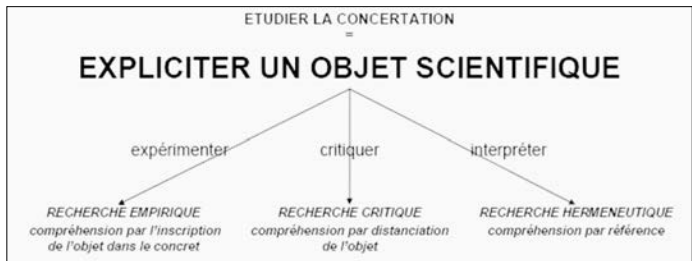 ETUDIER LA CONCERTATION
=
EXPLICITER UN OBJET SCIENTIFIQUE
expérimenter
critiquer
interpréter
RECHERCHE EMPIRIQUE
compréhension par l'inscription
de l'objet dans le concret
RECHERCHE CRITIQUE
compréhension par distanciation
de l'objet
RECHERCHE HERMENEUTIQUE
compréhension par référence